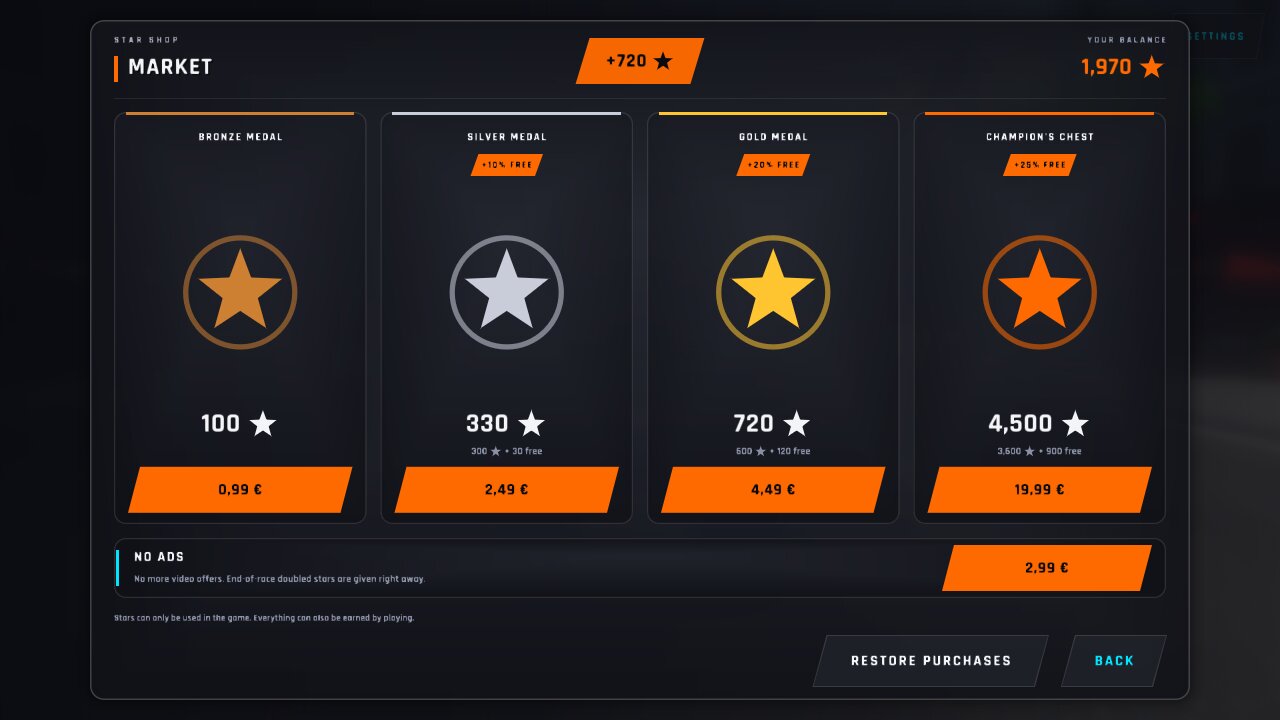 STAR SHOP
MARKET
+720 ★
YOUR BALANCE
1,970 ★
SETTINGS
BRONZE MEDAL
100 ★
0,99 €
SILVER MEDAL
+10% FREE
330 ★
300 ★ + 30 free
2,49 €
GOLD MEDAL
+20% FREE
720 ★
600 ★ + 120 free
4,49 €
CHAMPION'S CHEST
+25% FREE
4,500 ★
3,600 ★ + 900 free
19,99 €
NO ADS
No more video offers. End-of-race doubled stars are given right away.
2,99 €
Stars can only be used in the game. Everything can also be earned by playing.
RESTORE PURCHASES
BACK